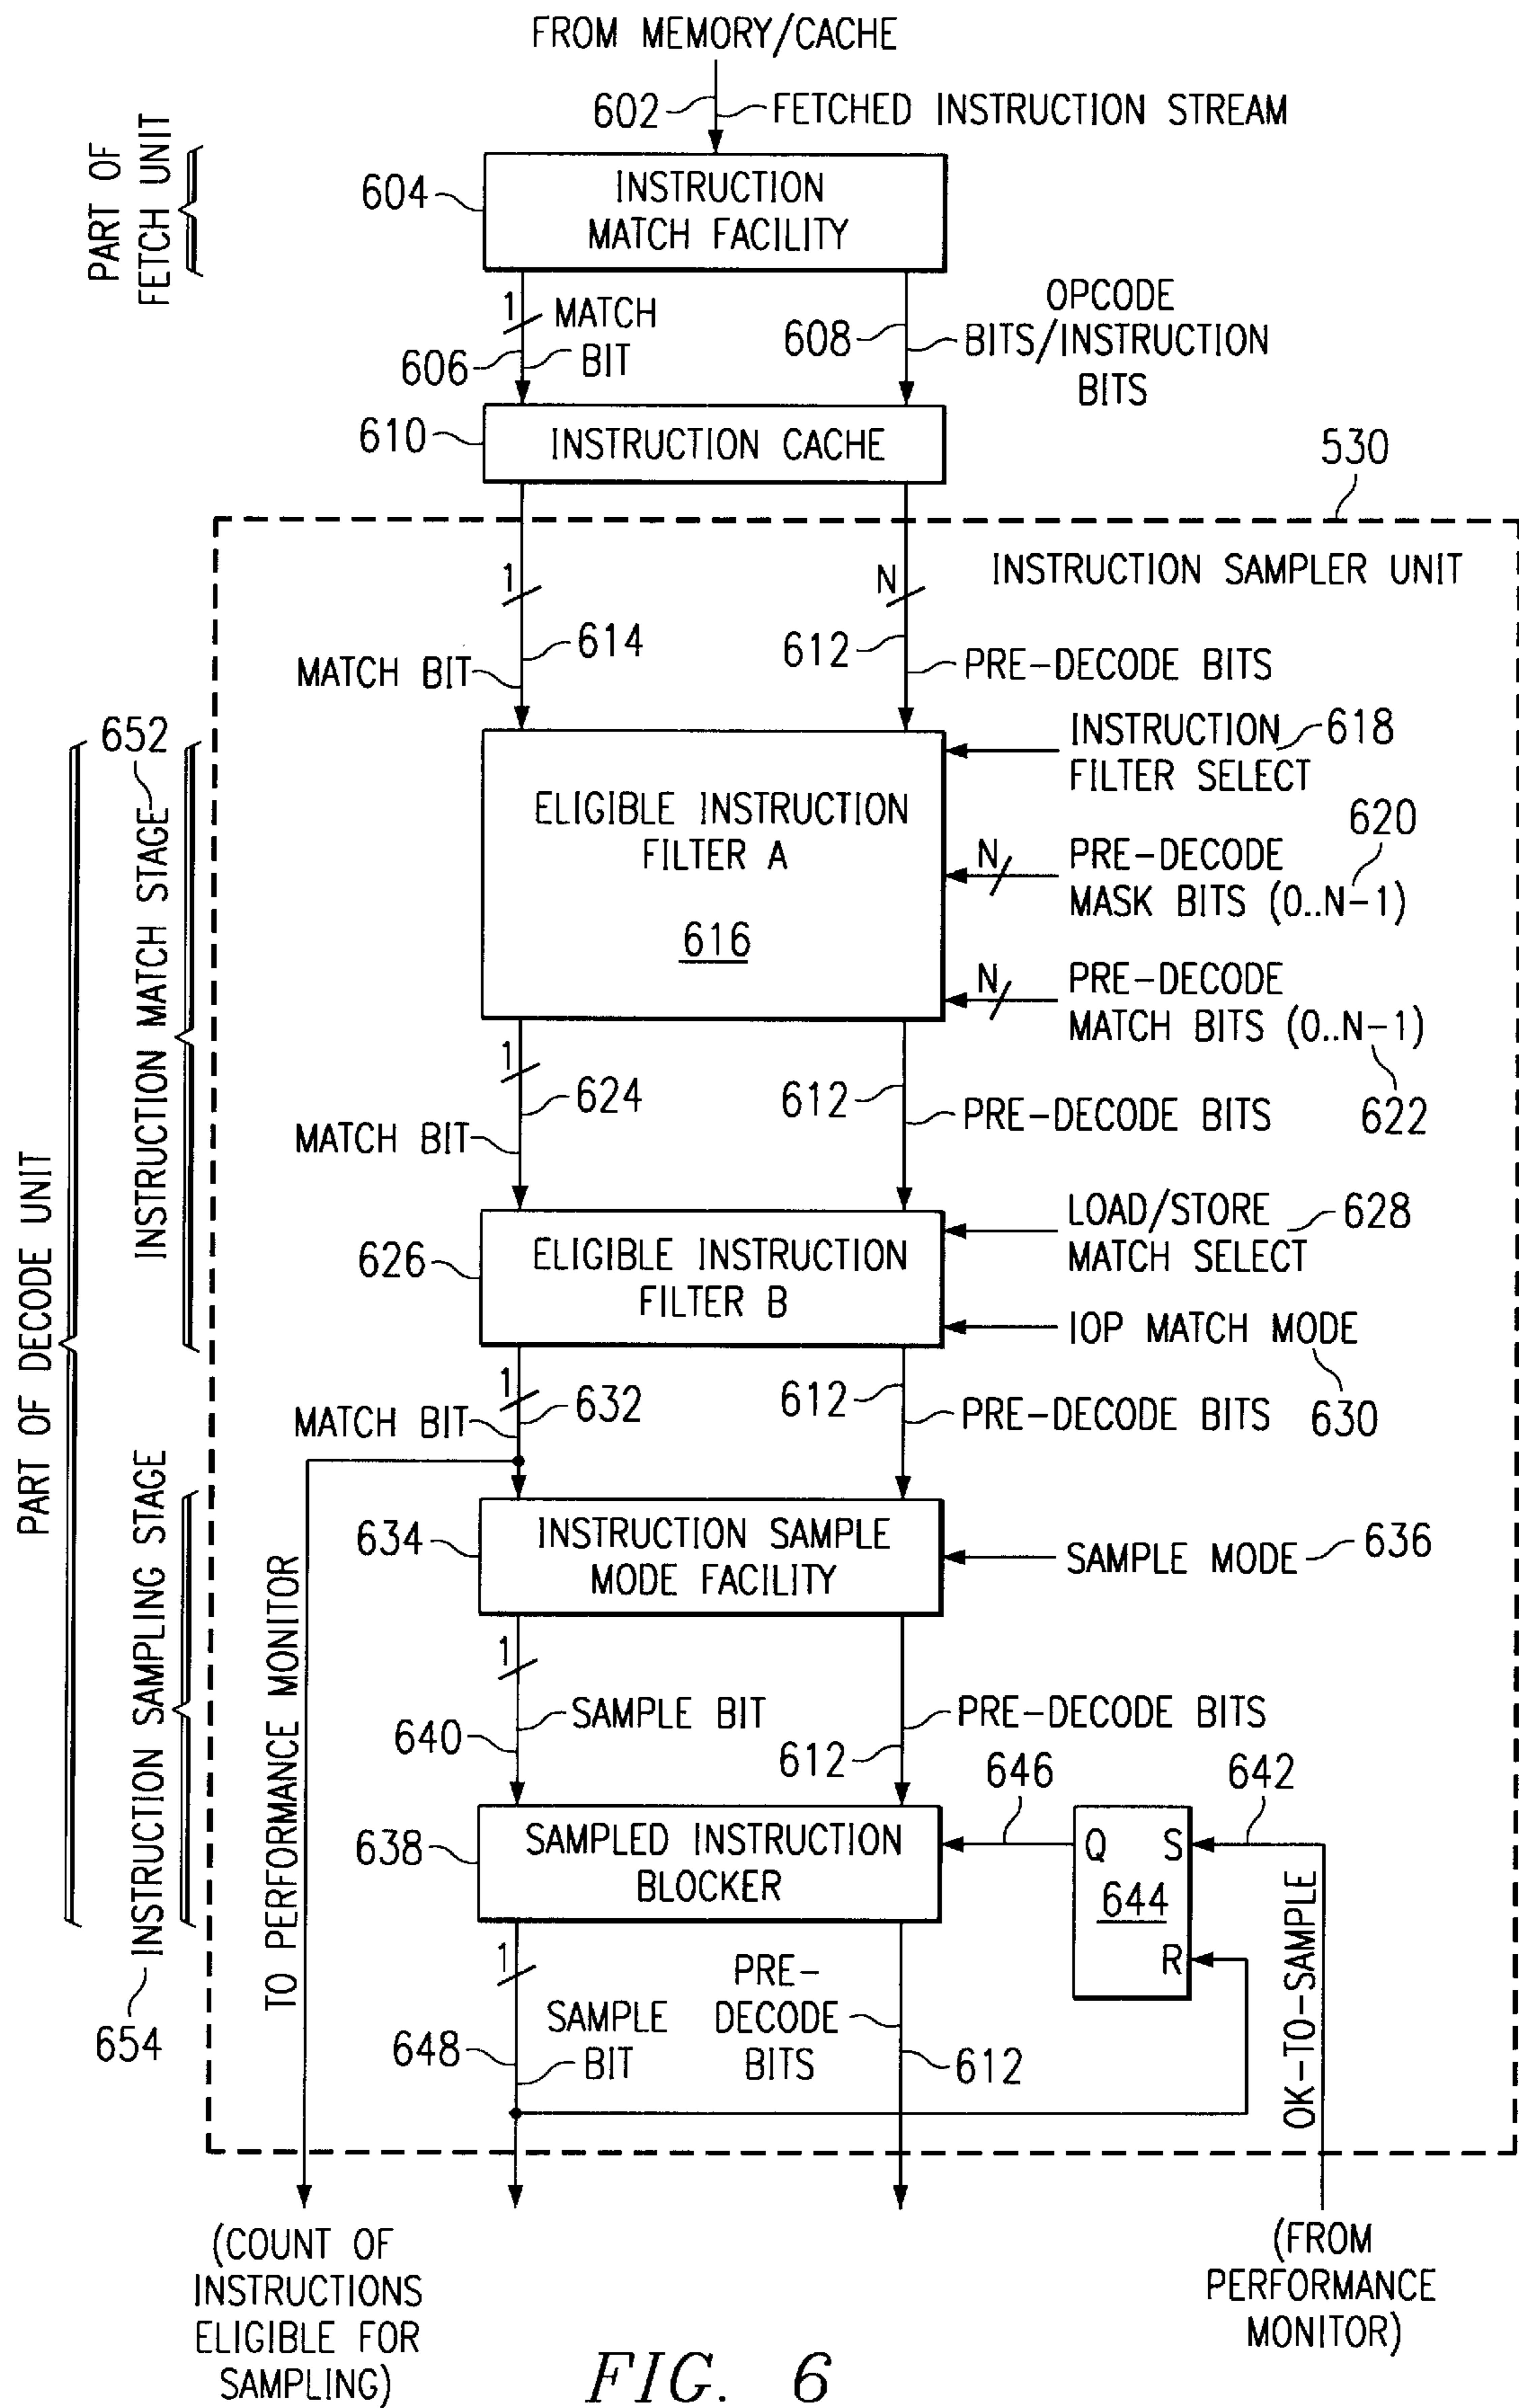 FROM MEMORY/CACHE
602
FETCHED INSTRUCTION STREAM
PART OF
FETCH UNIT
604
INSTRUCTION
MATCH FACILITY
1
MATCH
BIT
606
608
OPCODE
BITS/INSTRUCTION
BITS
610
INSTRUCTION CACHE
530
INSTRUCTION SAMPLER UNIT
1
N
614
MATCH BIT
612
PRE-DECODE BITS
652
INSTRUCTION MATCH STAGE
PART OF DECODE UNIT
ELIGIBLE INSTRUCTION
FILTER A
616
INSTRUCTION
FILTER SELECT
618
N
PRE-DECODE
MASK BITS (0..N-1)
620
N
PRE-DECODE
MATCH BITS (0..N-1)
622
1
624
MATCH BIT
612
PRE-DECODE BITS
626
ELIGIBLE INSTRUCTION
FILTER B
LOAD/STORE
MATCH SELECT
628
IOP MATCH MODE
630
1
632
MATCH BIT
612
PRE-DECODE BITS
INSTRUCTION SAMPLING STAGE
654
TO PERFORMANCE MONITOR
634
INSTRUCTION SAMPLE
MODE FACILITY
SAMPLE MODE
636
1
SAMPLE BIT
640
PRE-DECODE BITS
612
638
SAMPLED INSTRUCTION
BLOCKER
646
642
Q
S
644
R
1
SAMPLE
BIT
648
PRE-
DECODE
BITS
612
OK-TO-SAMPLE
(COUNT OF
INSTRUCTIONS
ELIGIBLE FOR
SAMPLING)
(FROM
PERFORMANCE
MONITOR)
FIG. 6